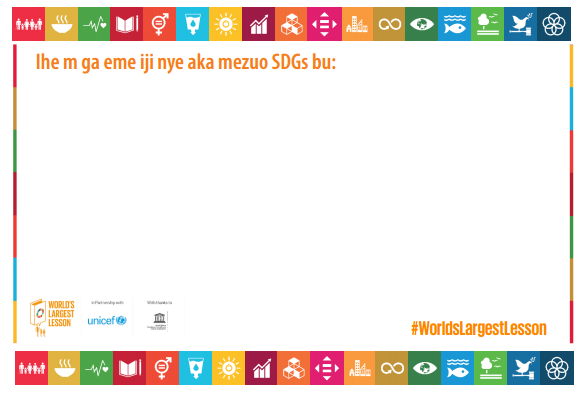 Ihe m ga eme iji nye aka mezuo SDGs bu:
WORLD'S
LARGEST
LESSON
In Partnership with
unicef
With thanks to
#WorldsLargestLesson